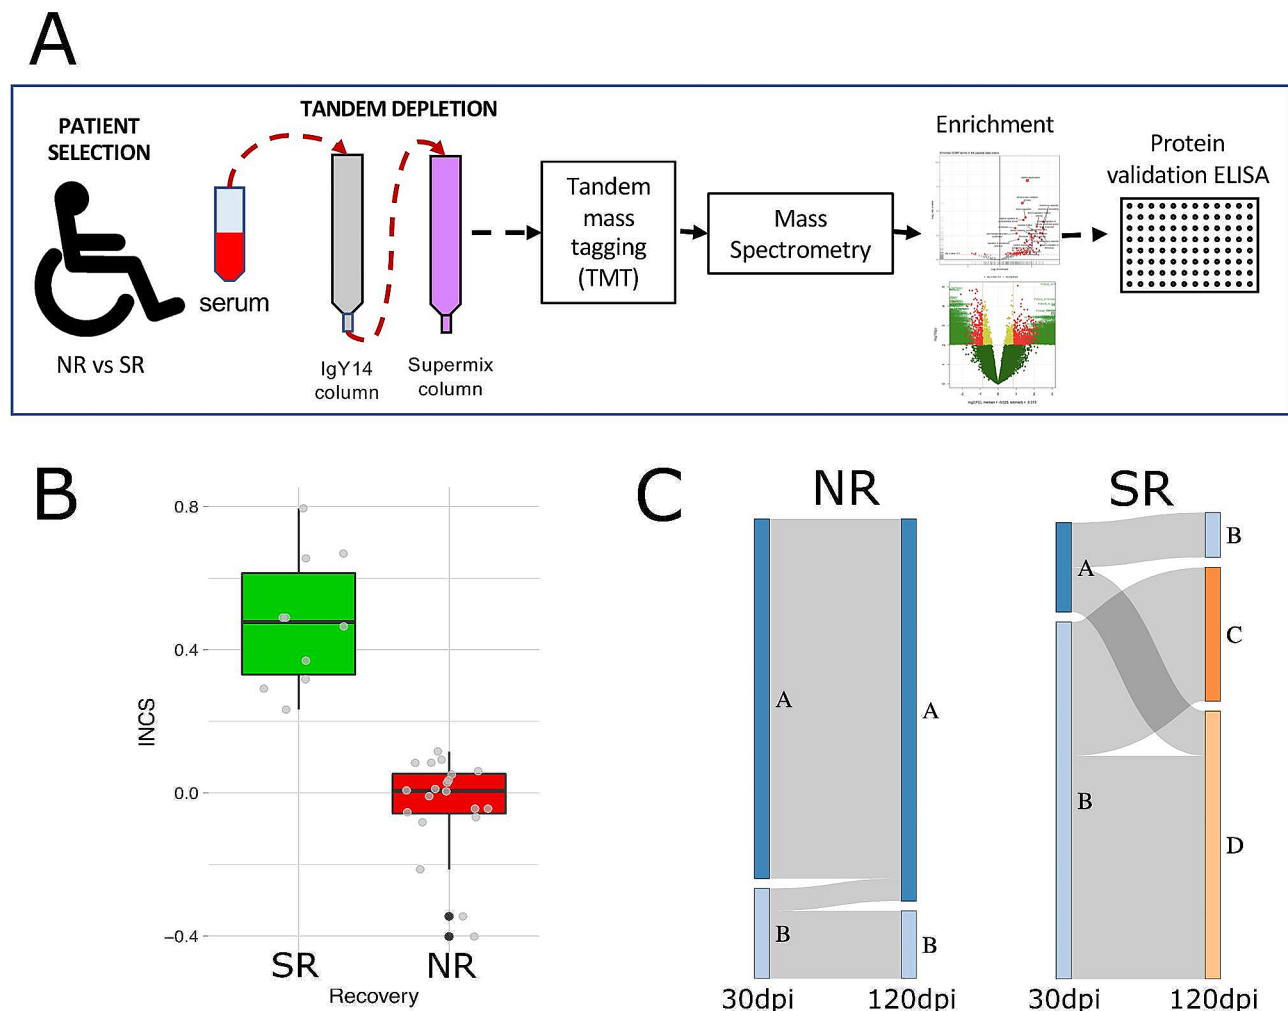 A
PATIENT
SELECTION
NR vs SR
serum
TANDEM DEPLETION
IgY14
column
Supermix
column
Tandem
mass
tagging
(TMT)
Mass
Spectrometry
Enrichment
Protein
validation ELISA
B
INCS
0.8
0.4
0.0
−0.4
SR
NR
Recovery
C
NR
A
B
A
B
30dpi
120dpi
SR
A
B
B
C
D
30dpi
120dpi